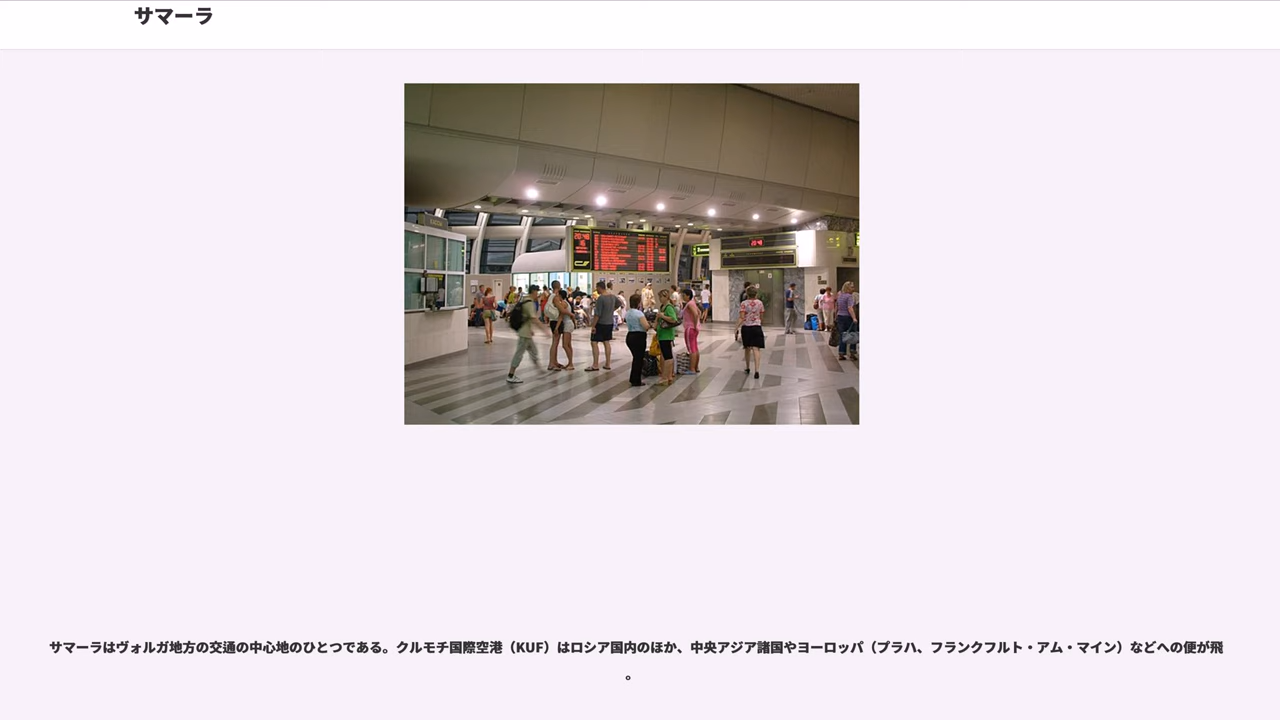 サマーラ
サマーラはヴォルガ地方の交通の中心地のひとつである。クルモチ国際空港（KUF）はロシア国内のほか、中央アジア諸国やヨーロッパ（プラハ、フランクフルト・アム・マイン）などへの便が飛
。